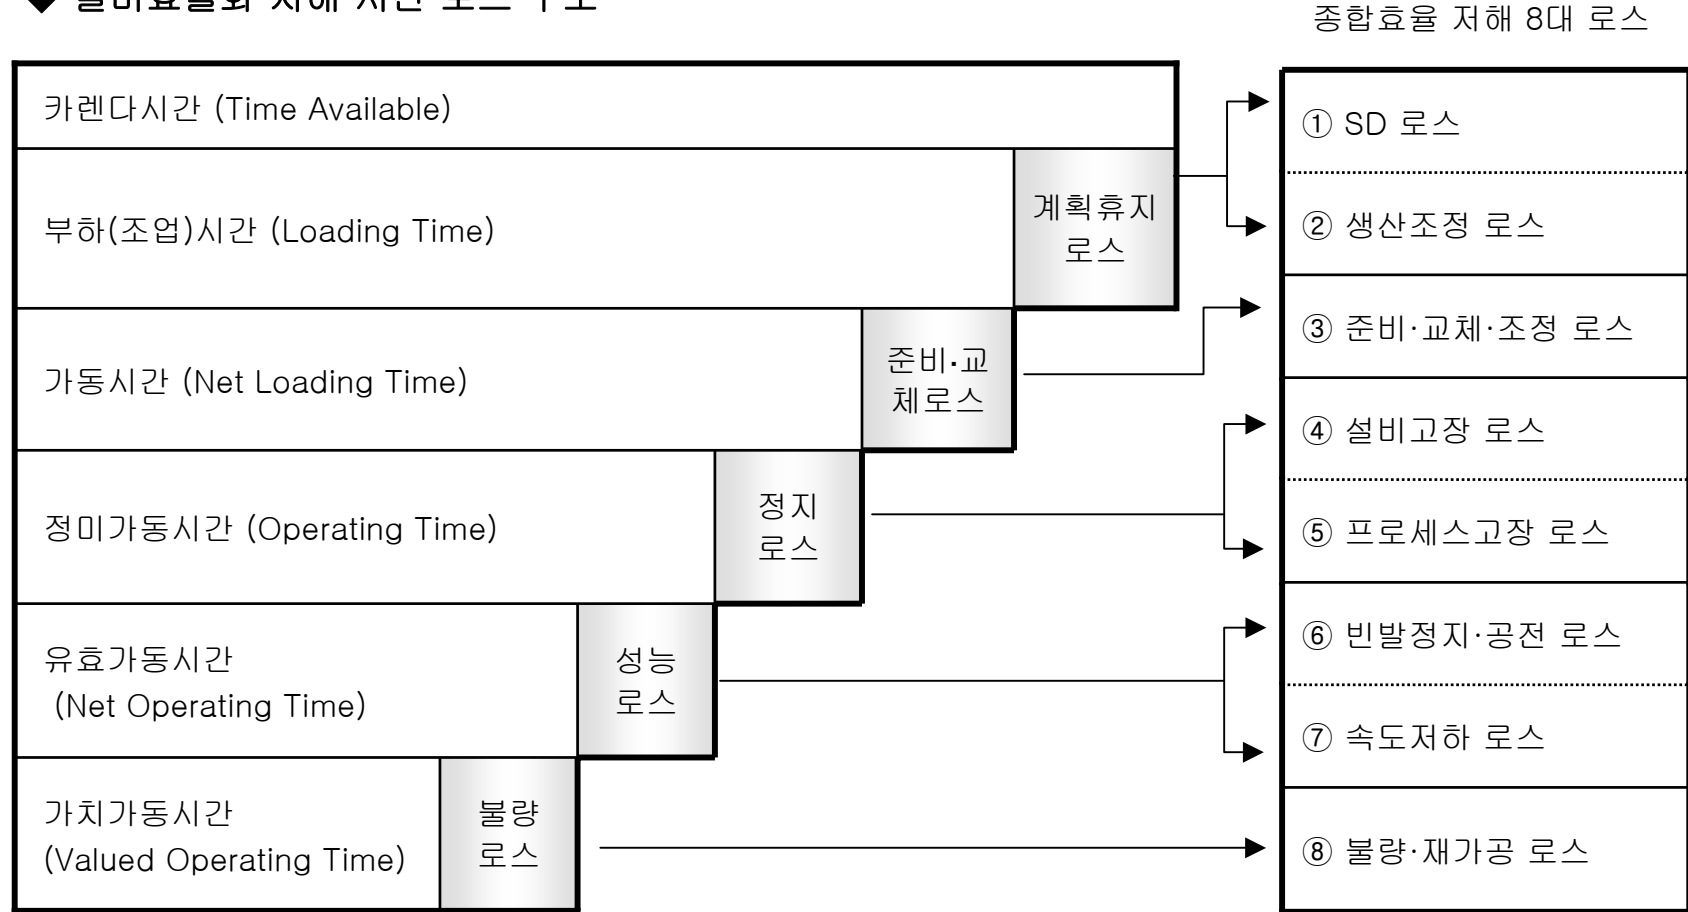 종합효율 저해 8대 로스
카렌다시간 (Time Available)
부하(조업)시간 (Loading Time)
계획휴지
로스
가동시간 (Net Loading Time)
준비·교
체로스
정미가동시간 (Operating Time)
정지
로스
유효가동시간
(Net Operating Time)
성능
로스
가치가동시간
(Valued Operating Time)
불량
로스
① SD 로스
② 생산조정 로스
③ 준비·교체·조정 로스
④ 설비고장 로스
⑤ 프로세스고장 로스
⑥ 빈발정지·공전 로스
⑦ 속도저하 로스
⑧ 불량·재가공 로스